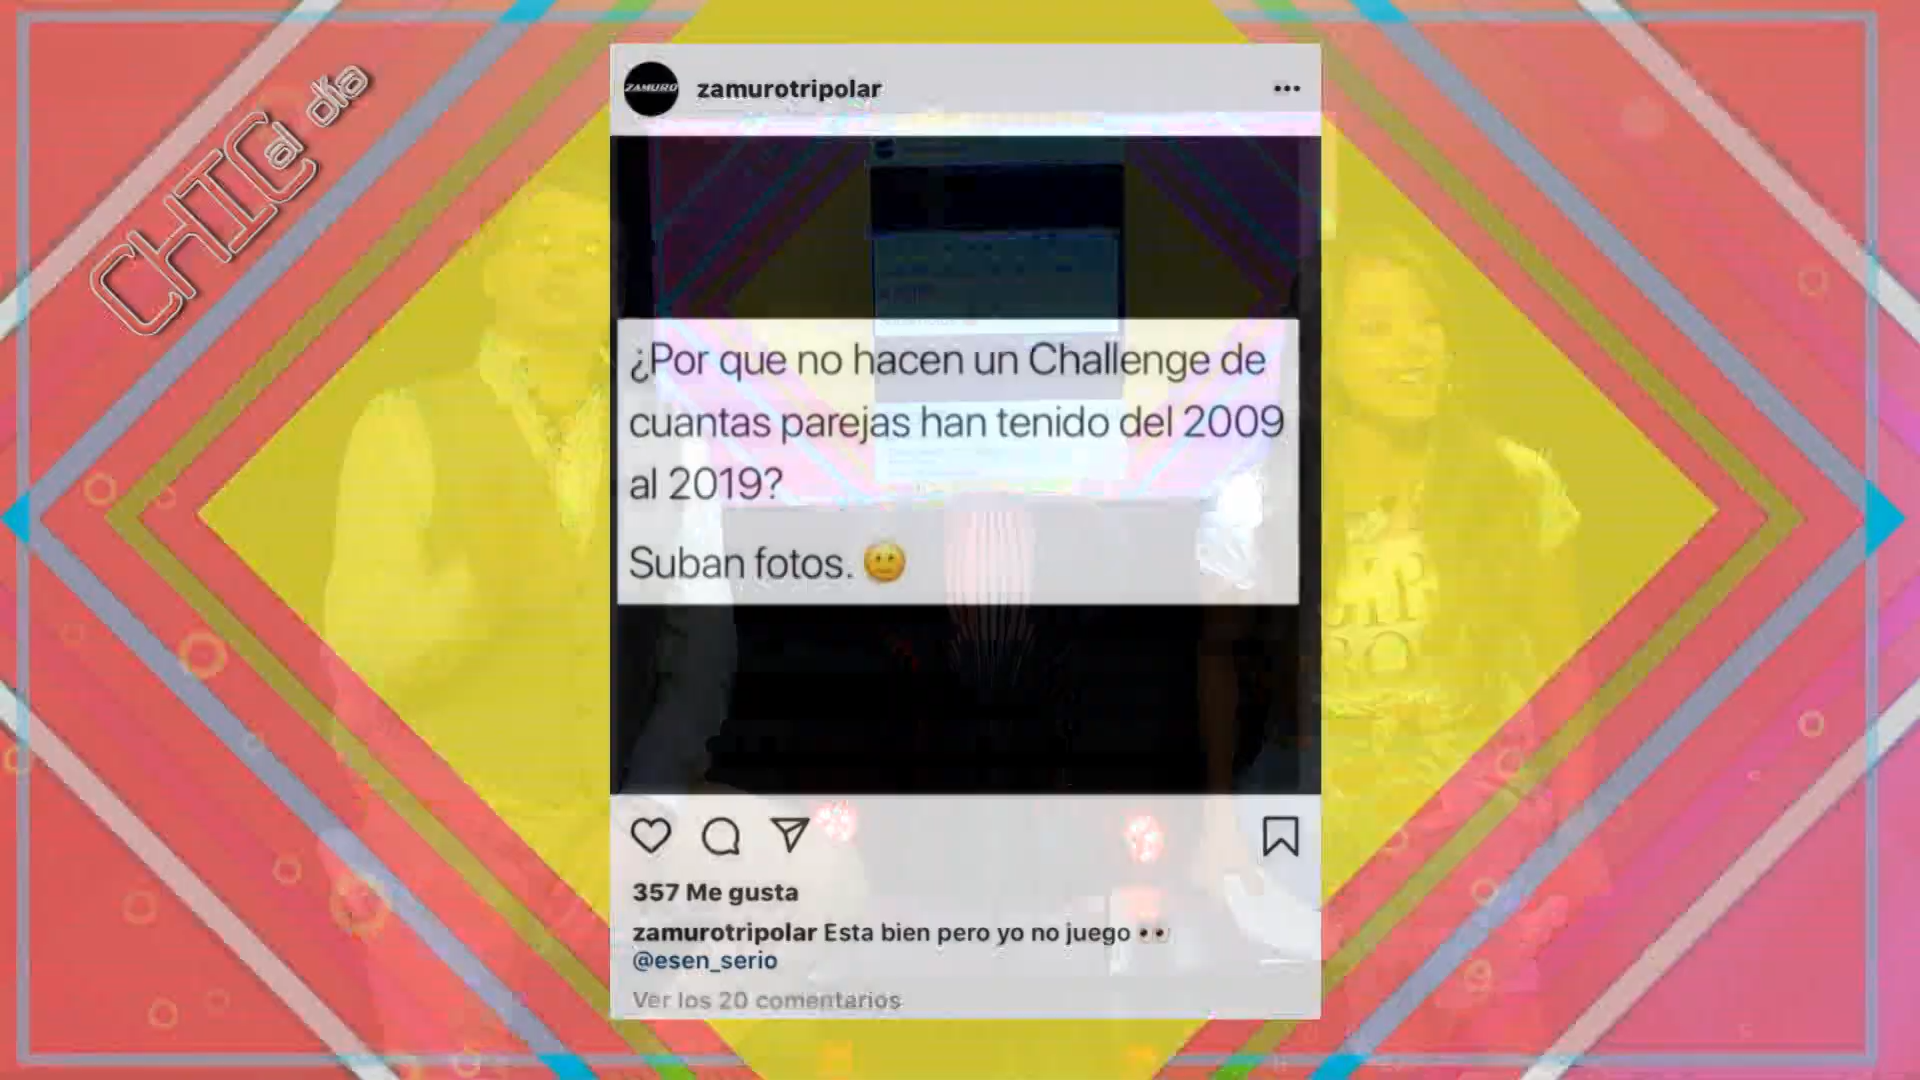 CHIC al día
ZAMURO
zamurotripolar
¿Por que no hacen un Challenge de
cuantas parejas han tenido del 2009
al 2019?
Suban fotos. 🫤
357 Me gusta
zamurotripolar Esta bien pero yo no juego 👀
@esen_serio
Ver los 20 comentarios